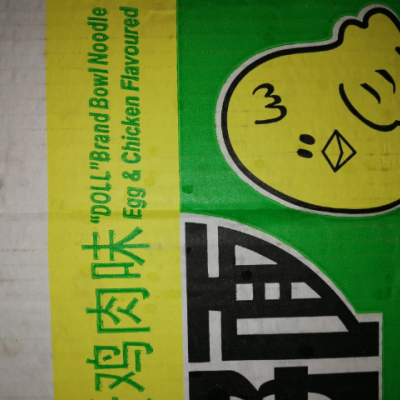 "DOLL" Brand Bowl Noodle
Egg & Chicken Flavoured
鸡肉味